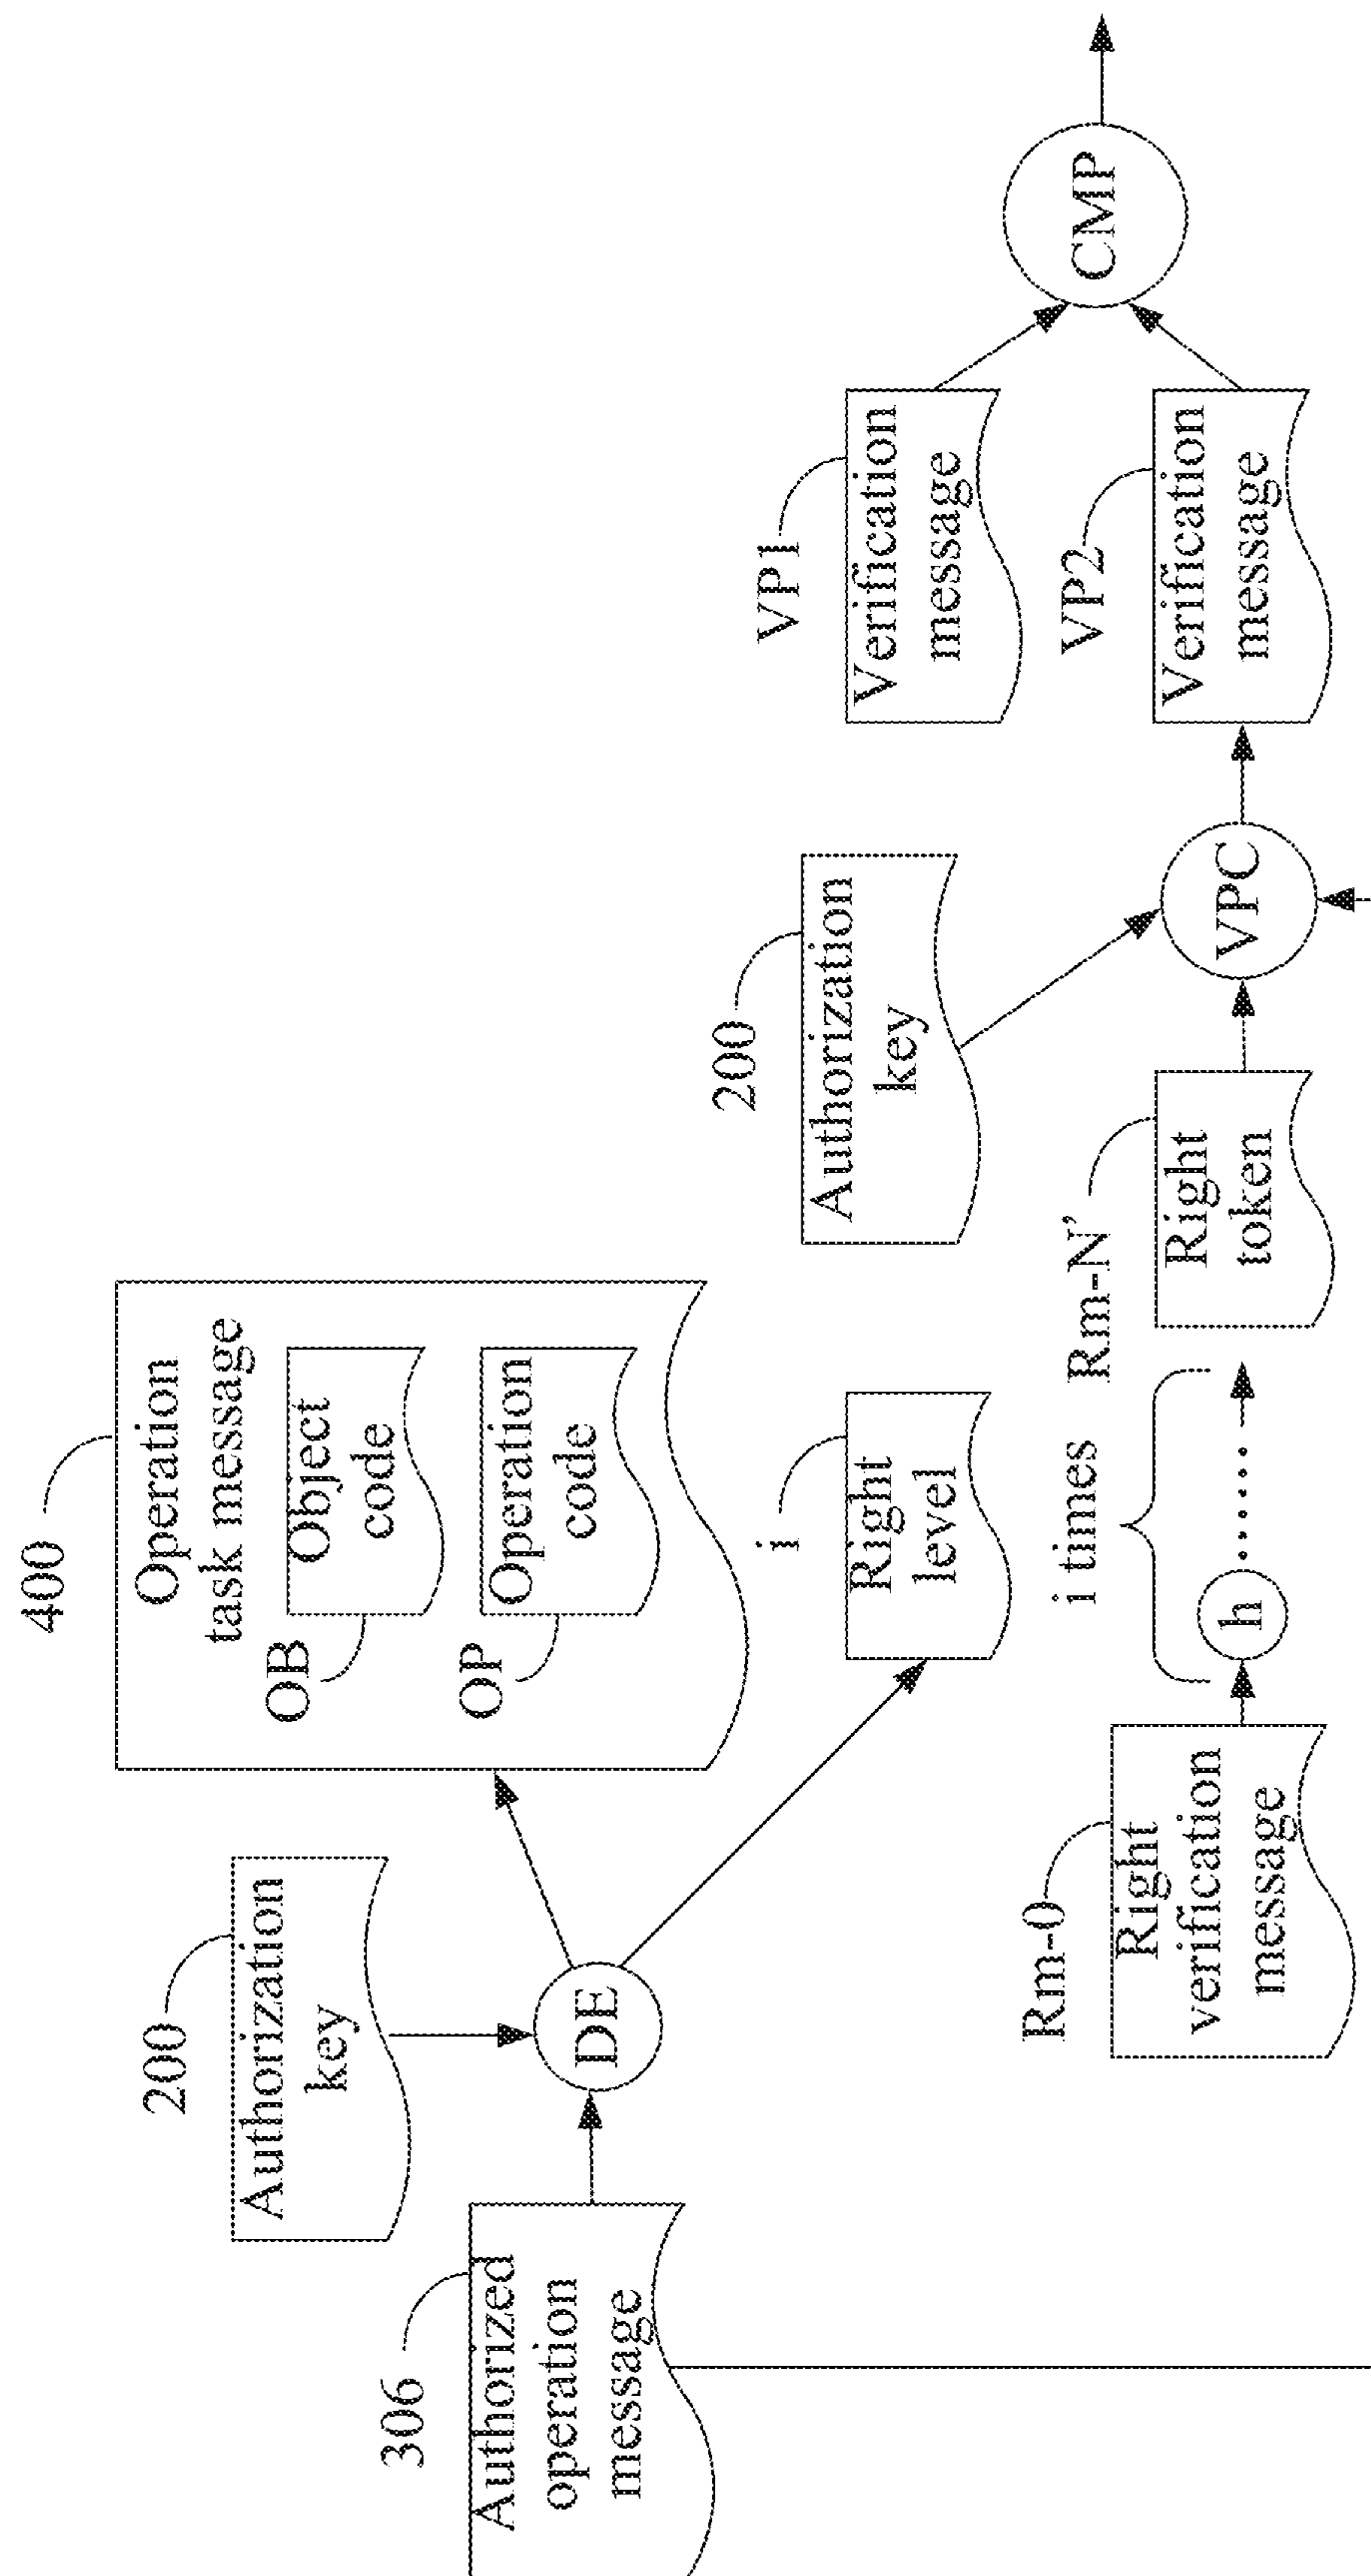 400
Operation
task message
OB
Object
code
OP
Operation
code
200
Authorization
key
306
Authorized
operation
message
DE
i
Right
level
VP1
Verification
message
200
Authorization
key
VP2
Verification
message
CMP
VPC
Rm-N'
Right
token
i times
h
Rm-0
Right
verification
message